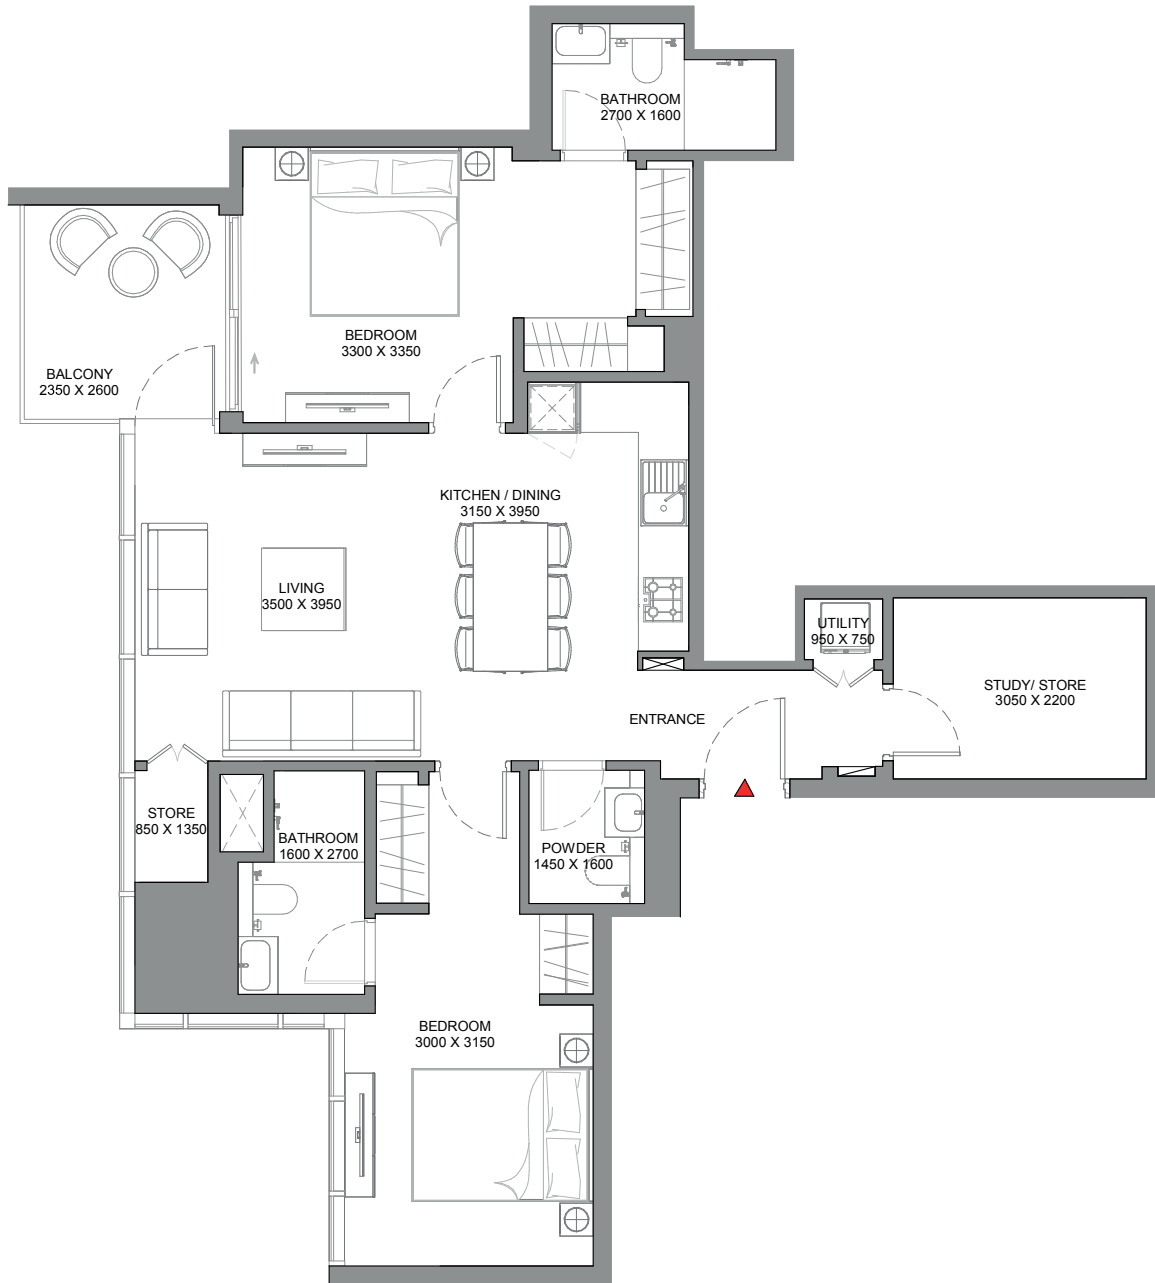 BATHROOM
2700 X 1600
BEDROOM
3300 X 3350
BALCONY
2350 X 2600
KITCHEN / DINING
3150 X 3950
LIVING
3500 X 3950
UTILITY
950 X 750
STUDY/ STORE
3050 X 2200
ENTRANCE
STORE
850 X 1350
BATHROOM
1600 X 2700
POWDER
1450 X 1600
BEDROOM
3000 X 3150